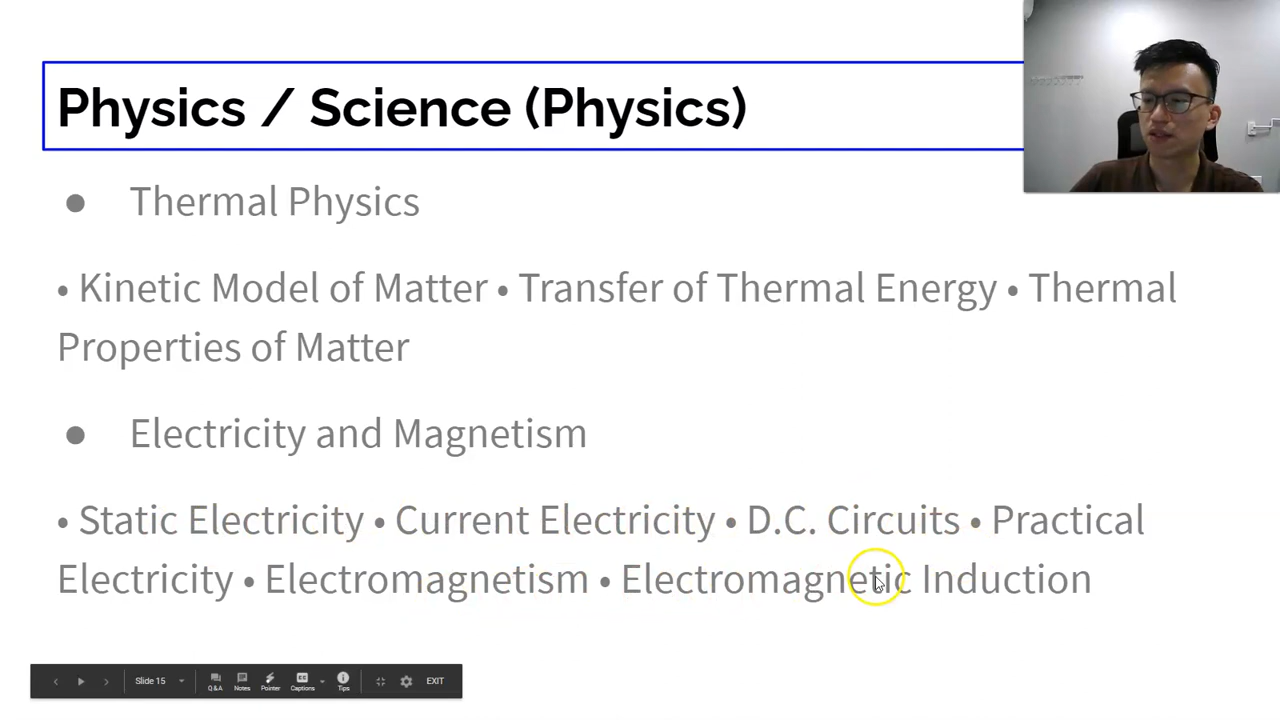 Physics / Science (Physics)
● Thermal Physics
• Kinetic Model of Matter • Transfer of Thermal Energy • Thermal
Properties of Matter
● Electricity and Magnetism
• Static Electricity • Current Electricity • D.C. Circuits • Practical
Electricity • Electromagnetism • Electromagnetic Induction
Slide 15
Q&A
Notes
Pointer
Captions
Tips
EXIT